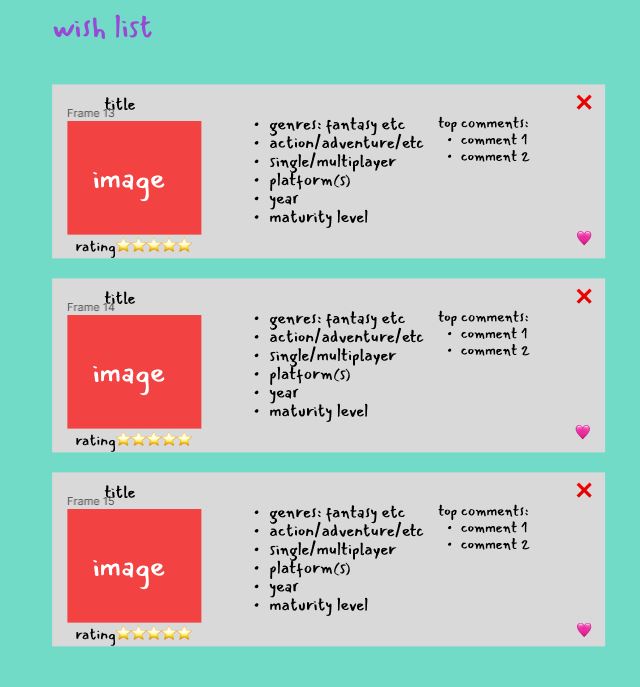 wish list
title
Frame 13
image
rating⭐⭐⭐⭐⭐
• genres: fantasy etc
• action/adventure/etc
• single/multiplayer
• platform(s)
• year
• maturity level
top comments:
• comment 1
• comment 2
title
Frame 14
image
rating⭐⭐⭐⭐⭐
• genres: fantasy etc
• action/adventure/etc
• single/multiplayer
• platform(s)
• year
• maturity level
top comments:
• comment 1
• comment 2
title
Frame 15
image
rating⭐⭐⭐⭐⭐
• genres: fantasy etc
• action/adventure/etc
• single/multiplayer
• platform(s)
• year
• maturity level
top comments:
• comment 1
• comment 2